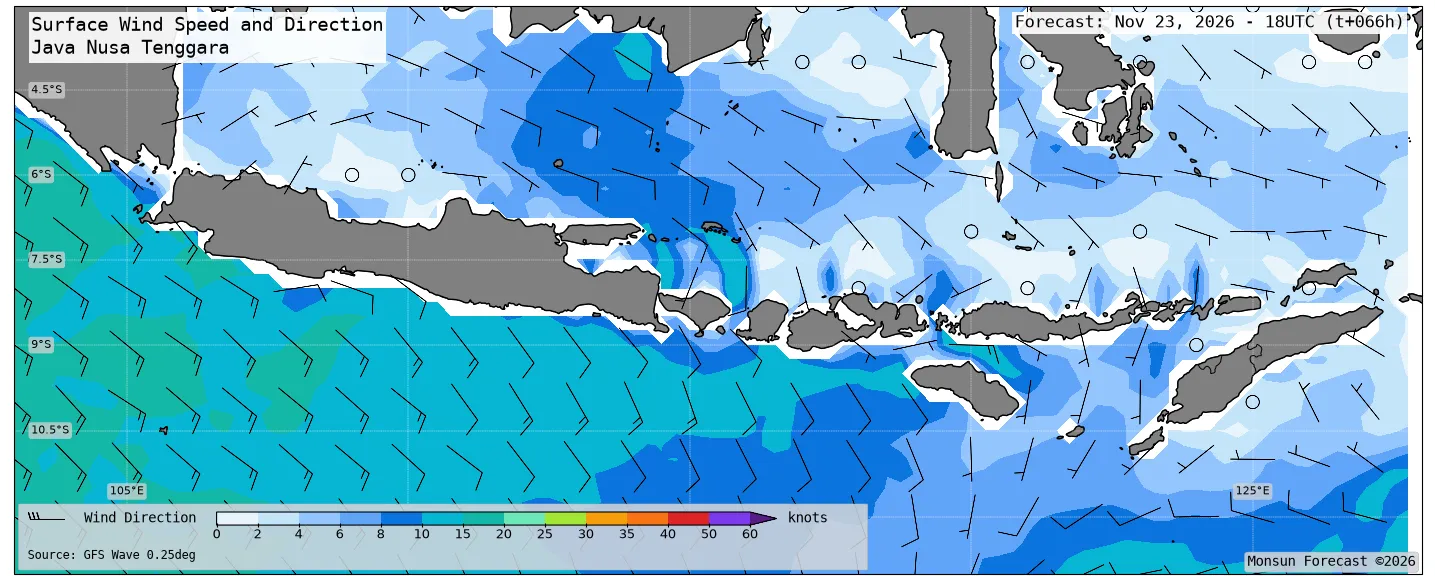 Surface Wind Speed and Direction
Java Nusa Tenggara
Forecast: Nov 23, 2026 - 18UTC (t+066h)
4.5°S
6°S
7.5°S
9°S
10.5°S
105°E
125°E
Wind Direction
0 2 4 6 8 10 15 20 25 30 35 40 50 60
knots
Source: GFS Wave 0.25deg
Monsun Forecast ©2026